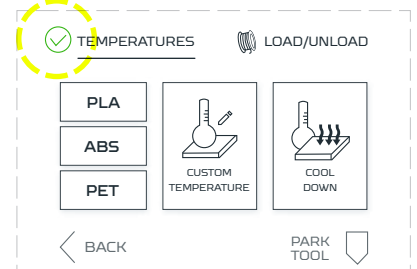 TEMPERATURES
LOAD/UNLOAD
PLA
ABS
PET
CUSTOM
TEMPERATURE
COOL
DOWN
BACK
PARK
TOOL